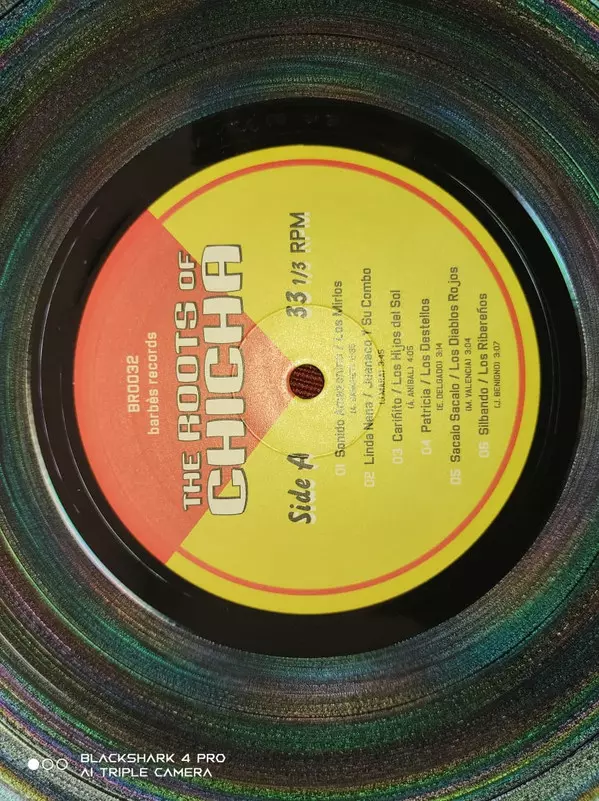 BR0032
barbès records
THE ROOTS OF
CHICHA
Side A
33 1/3 RPM
01 Sonido Amazonico / Los Mirlos
02 Linda Nena / Juaneco Y Su Combo
03 Cariñito / Los Hijos del Sol
(A. ANIBAL) 4:05
04 Patricia / Los Destellos
(E. DELGADO) 3:14
05 Sacalo Sacalo / Los Diablos Rojos
(M. VALENCIA) 3:04
06 Silbando / Los Ribereños
(J. BENIGNO) 3:07
BLACKSHARK 4 PRO
AI TRIPLE CAMERA